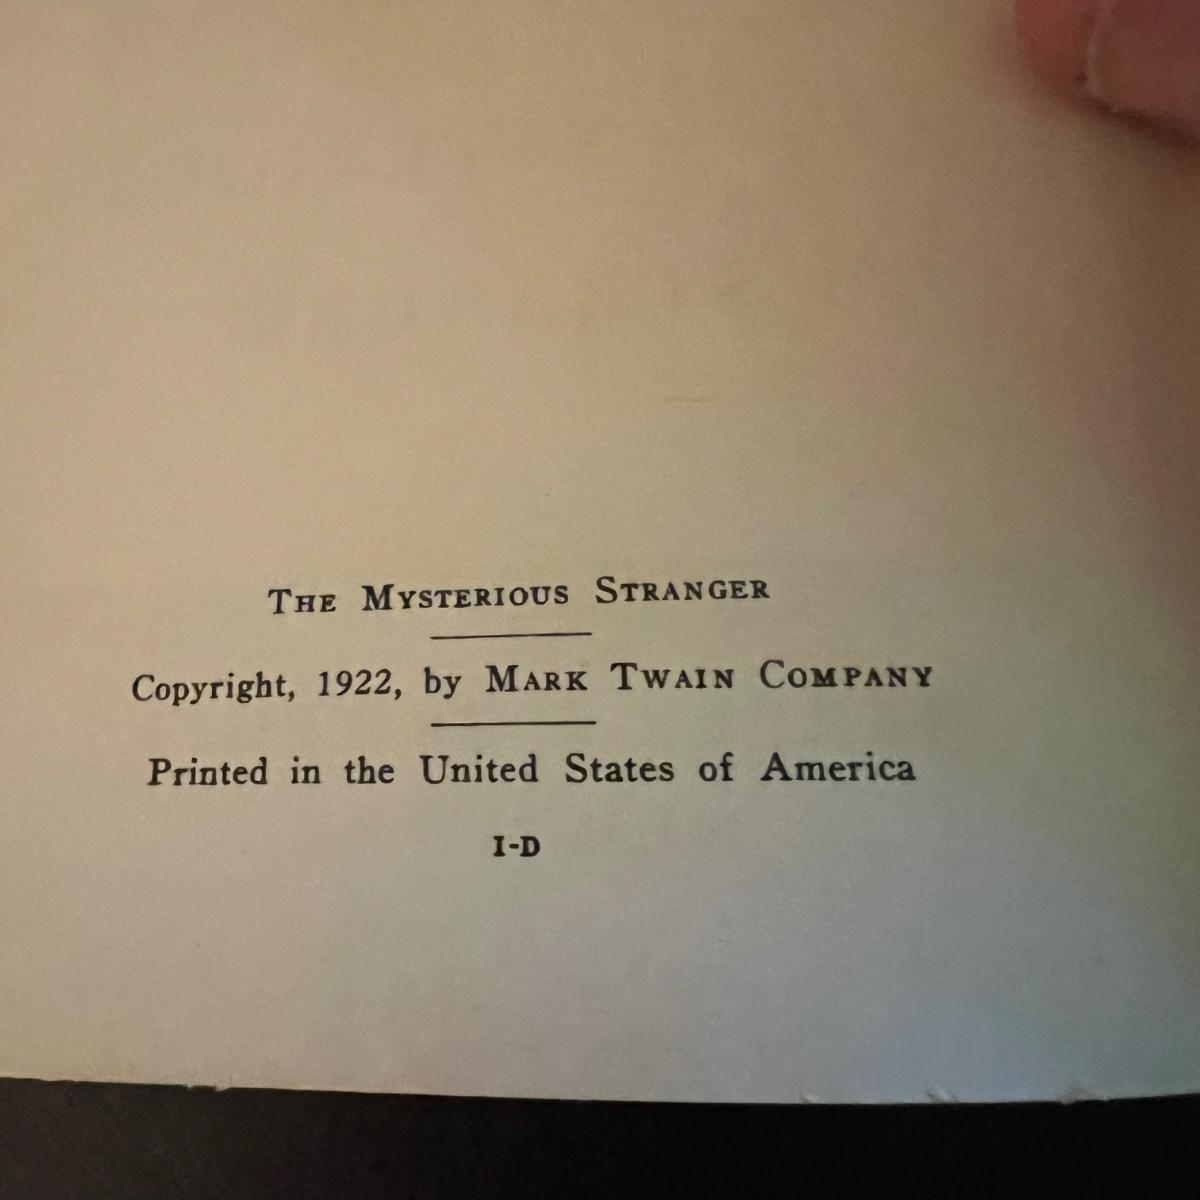 The Mysterious Stranger
Copyright, 1922, by Mark Twain Company
Printed in the United States of America
I-D